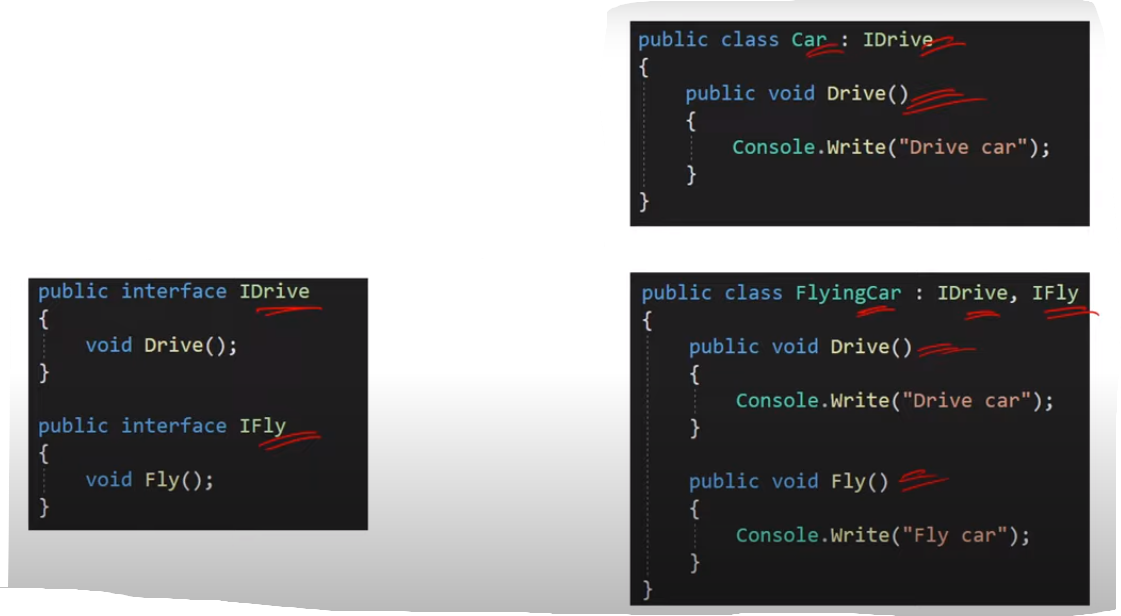 public interface IDrive
{
void Drive();
}
public interface IFly
{
void Fly();
}
public class Car : IDrive
{
public void Drive()
{
Console.Write("Drive car");
}
}
public class FlyingCar : IDrive, IFly
{
public void Drive()
{
Console.Write("Drive car");
}
public void Fly()
{
Console.Write("Fly car");
}
}